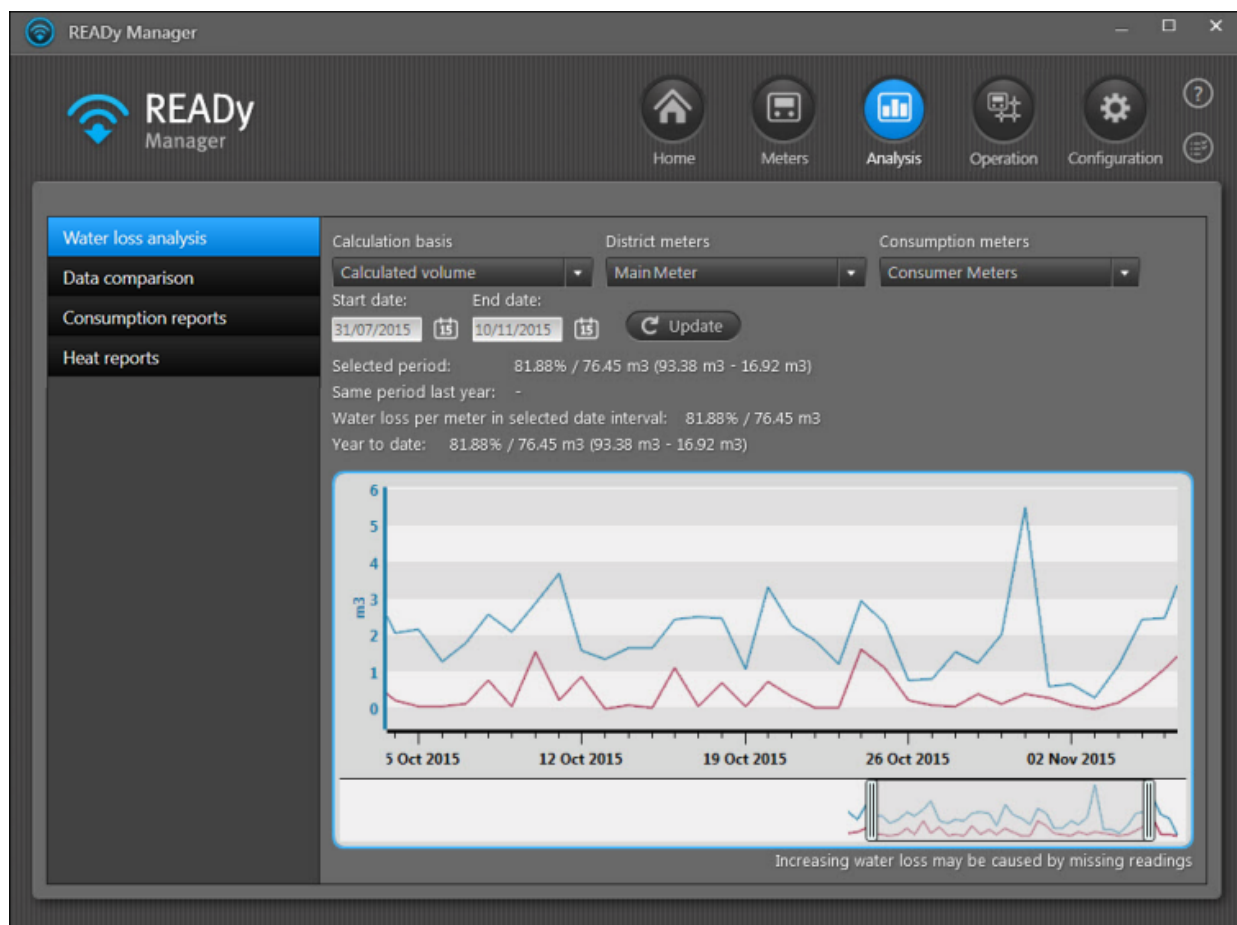 READy Manager
READy
Manager
Home Meters Analysis Operation Configuration
?
Water loss analysis
Data comparison
Consumption reports
Heat reports
Calculation basis District meters Consumption meters
Calculated volume Main Meter Consumer Meters
Start date: End date:
31/07/2015 15 10/11/2015 15 Update
Selected period: 81.88% / 76.45 m3 (93.38 m3 - 16.92 m3)
Same period last year: -
Water loss per meter in selected date interval: 81.88% / 76.45 m3
Year to date: 81.88% / 76.45 m3 (93.38 m3 - 16.92 m3)
6
5
4
3
2
1
0
m3
5 Oct 2015 12 Oct 2015 19 Oct 2015 26 Oct 2015 02 Nov 2015
Increasing water loss may be caused by missing readings